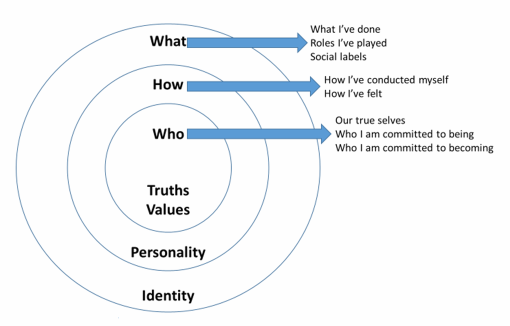 What
What I've done
Roles I've played
Social labels
How
How I've conducted myself
How I've felt
Who
Our true selves
Who I am committed to being
Who I am committed to becoming
Truths
Values
Personality
Identity